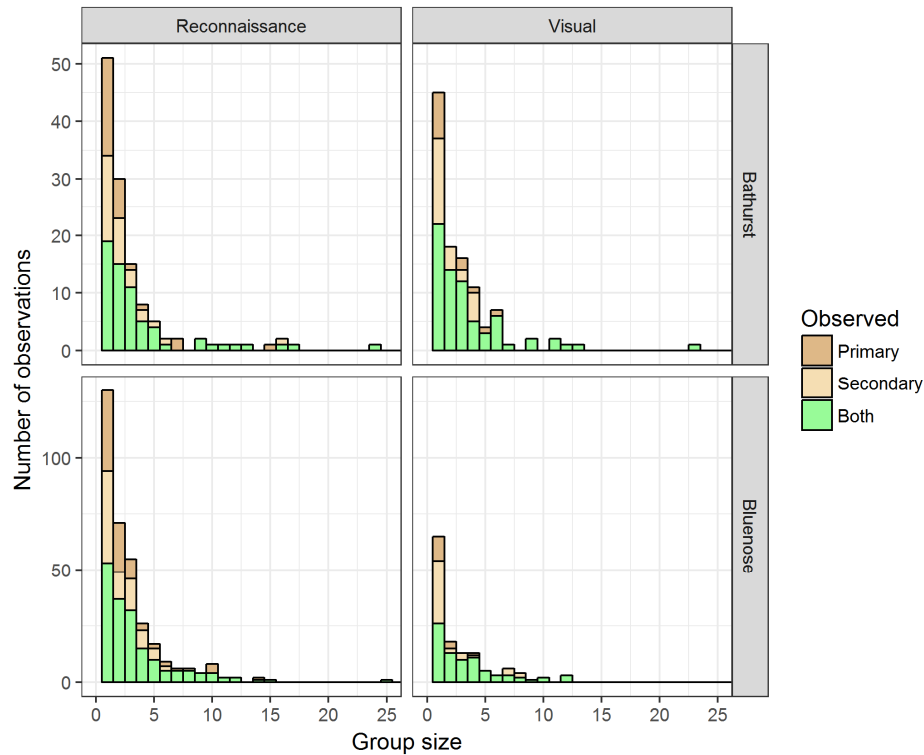 Reconnaissance
Visual
Number of observations
50
40
30
20
10
0
Bathurst
100
50
0
Bluenose
0
5
10
15
20
25
0
5
10
15
20
25
Group size
Observed
Primary
Secondary
Both